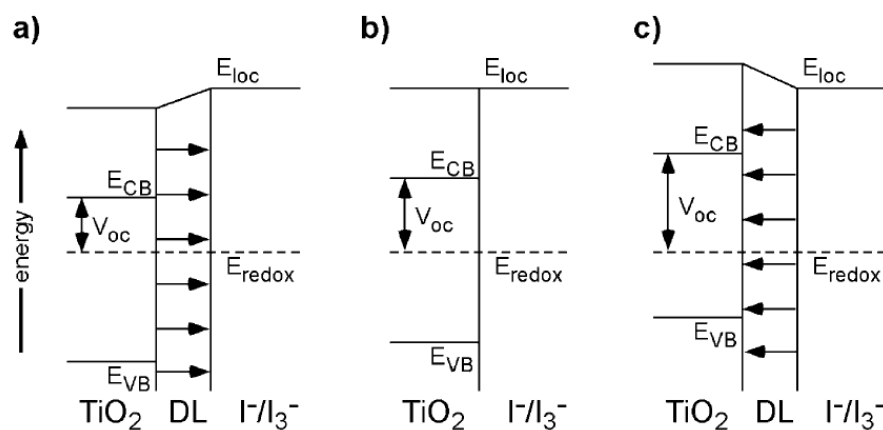 a)
b)
c)
energy
E_loc
E_CB
V_oc
E_redox
E_VB
TiO₂ DL I⁻/I₃⁻
E_loc
E_CB
V_oc
E_redox
E_VB
TiO₂ I⁻/I₃⁻
E_loc
E_CB
V_oc
E_redox
E_VB
TiO₂ DL I⁻/I₃⁻